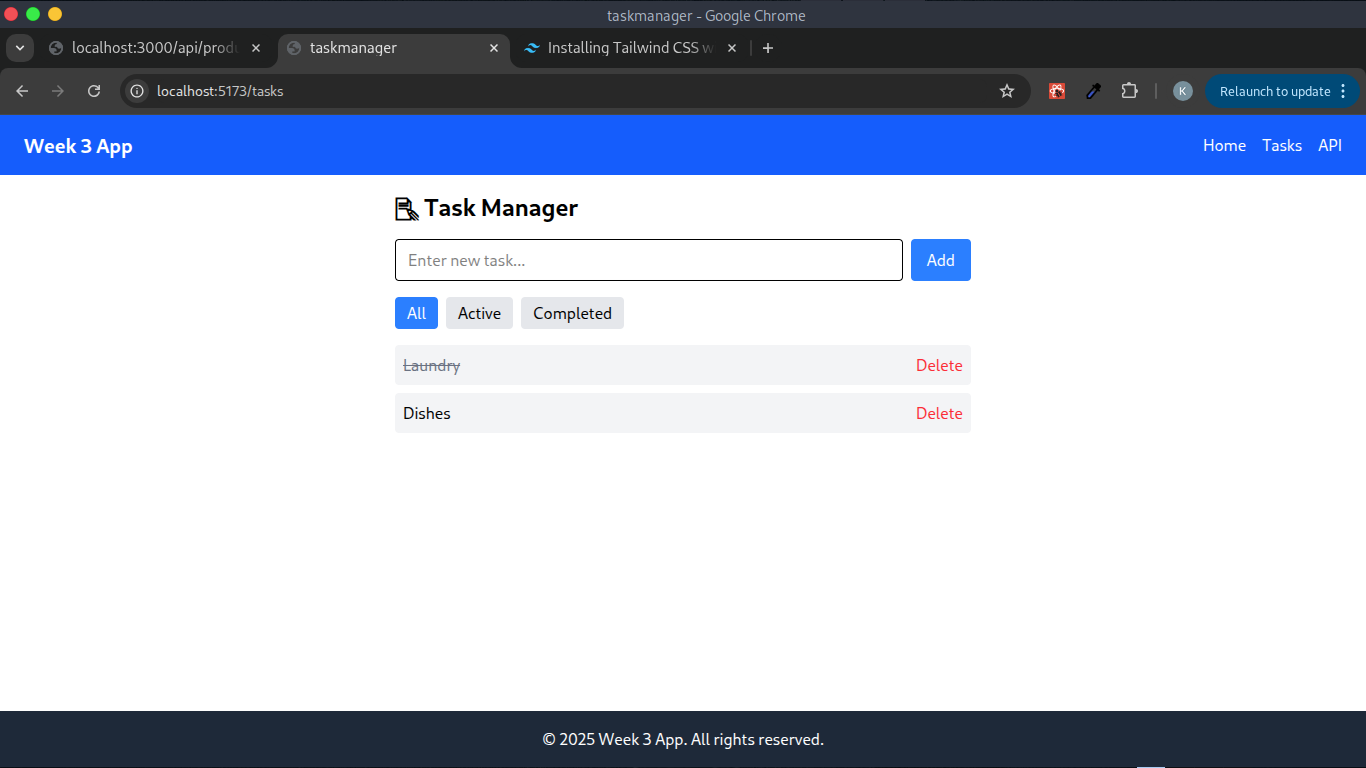 taskmanager - Google Chrome
localhost:3000/api/produ
taskmanager
Installing Tailwind CSS w
localhost:5173/tasks
K
Relaunch to update
Week 3 App
Home Tasks API
Task Manager
Enter new task...
Add
All Active Completed
Laundry Delete
Dishes Delete
© 2025 Week 3 App. All rights reserved.